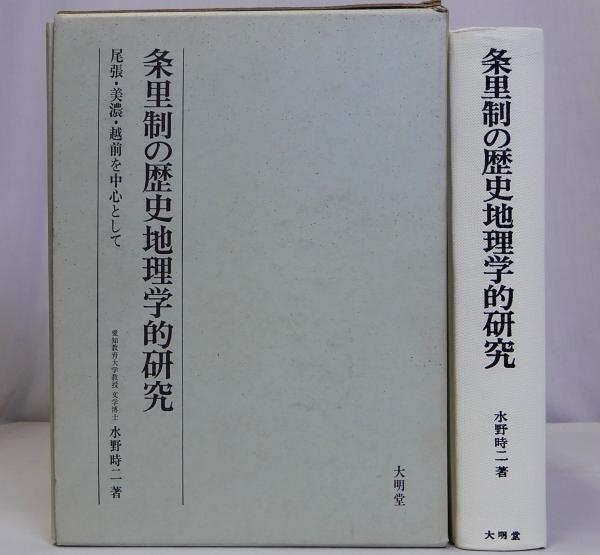 条里制の歴史地理学的研究
尾張・美濃・越前を中心として
愛知教育大学教授 文学博士 水野時二 著
大明堂
条里制の歴史地理学的研究
水野時二 著
大明堂